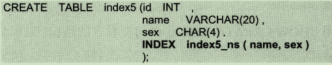 CREATE TABLE index5 (id INT ,
name VARCHAR(20) ,
sex CHAR(4) ,
INDEX index5_ns ( name, sex )
);